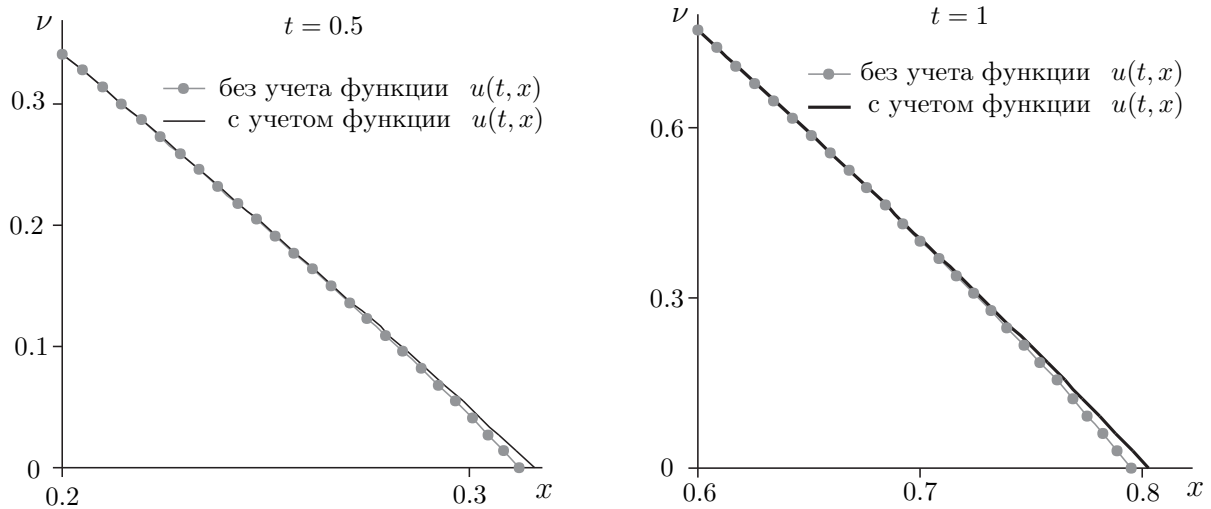 ν
t = 0.5
без учета функции u(t, x)
с учетом функции u(t, x)
0.3
0.2
0.1
0
0.2
0.3
x
ν
t = 1
без учета функции u(t, x)
с учетом функции u(t, x)
0.6
0.3
0
0.6
0.7
0.8
x